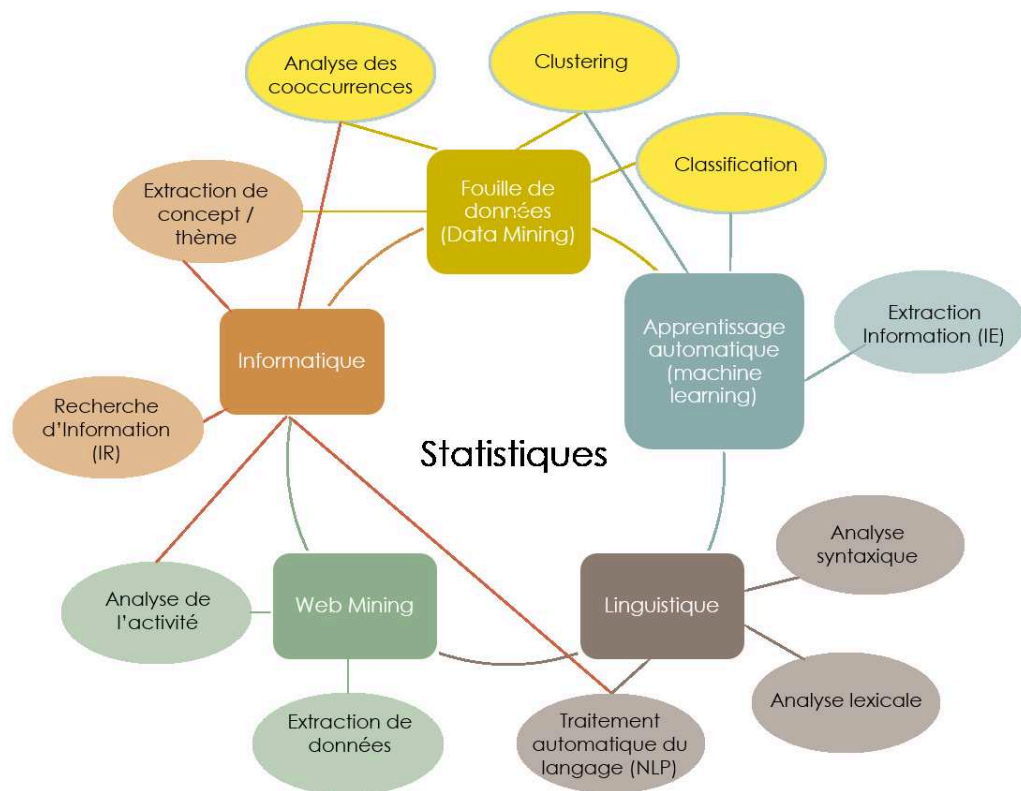 Analyse des
cooccurrences
Clustering
Classification
Fouille de
données
(Data Mining)
Extraction de
concept /
thème
Extraction
Information (IE)
Apprentissage
automatique
(machine
learning)
Informatique
Recherche
d'Information
(IR)
Statistiques
Analyse
syntaxique
Analyse de
l'activité
Web Mining
Linguistique
Analyse lexicale
Extraction de
données
Traitement
automatique du
langage (NLP)